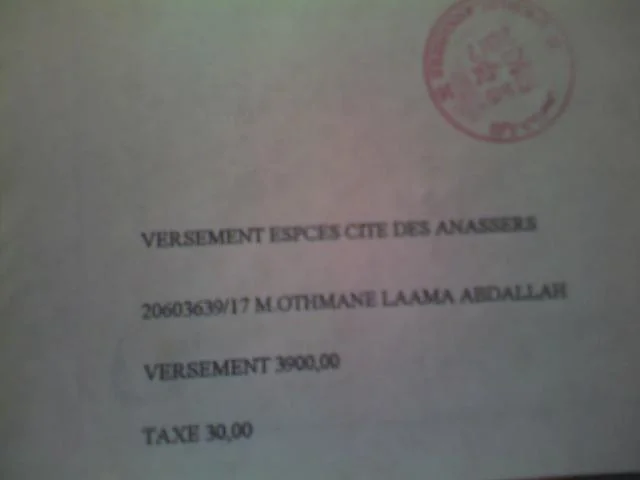 VERSEMENT ESPCES CITE DES ANASSERS
20603639/17 M.OTHMANE LAAMA ABDALLAH
VERSEMENT 3900,00
TAXE 30,00